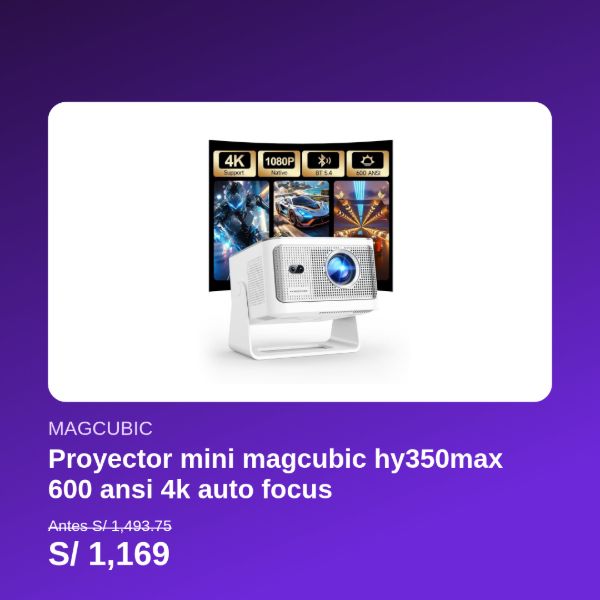 4K
Support
1080P
Native
BT 5.4
600 ANSI
MAGCUBIC
Proyector mini magcubic hy350max
600 ansi 4k auto focus
Antes S/ 1,493.75
S/ 1,169